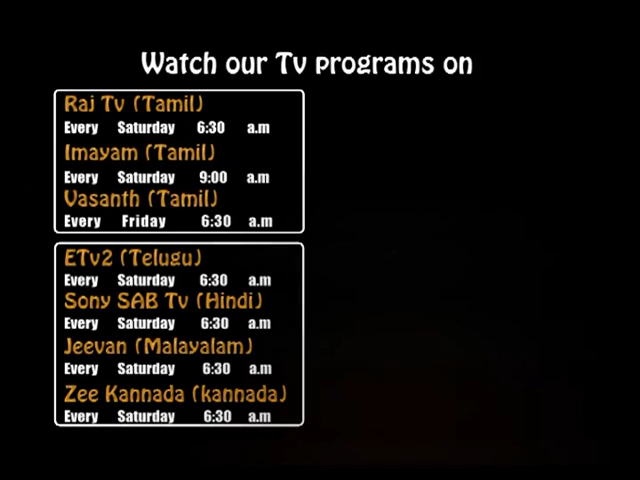 Watch our Tv programs on
Raj Tv (Tamil)
Every Saturday 6:30 a.m
Imayam (Tamil)
Every Saturday 9:00 a.m
Vasanth (Tamil)
Every Friday 6:30 a.m
ETv2 (Telugu)
Every Saturday 6:30 a.m
Sony SAB Tv (Hindi)
Every Saturday 6:30 a.m
Jeevan (Malayalam)
Every Saturday 6:30 a.m
Zee Kannada (kannada)
Every Saturday 6:30 a.m